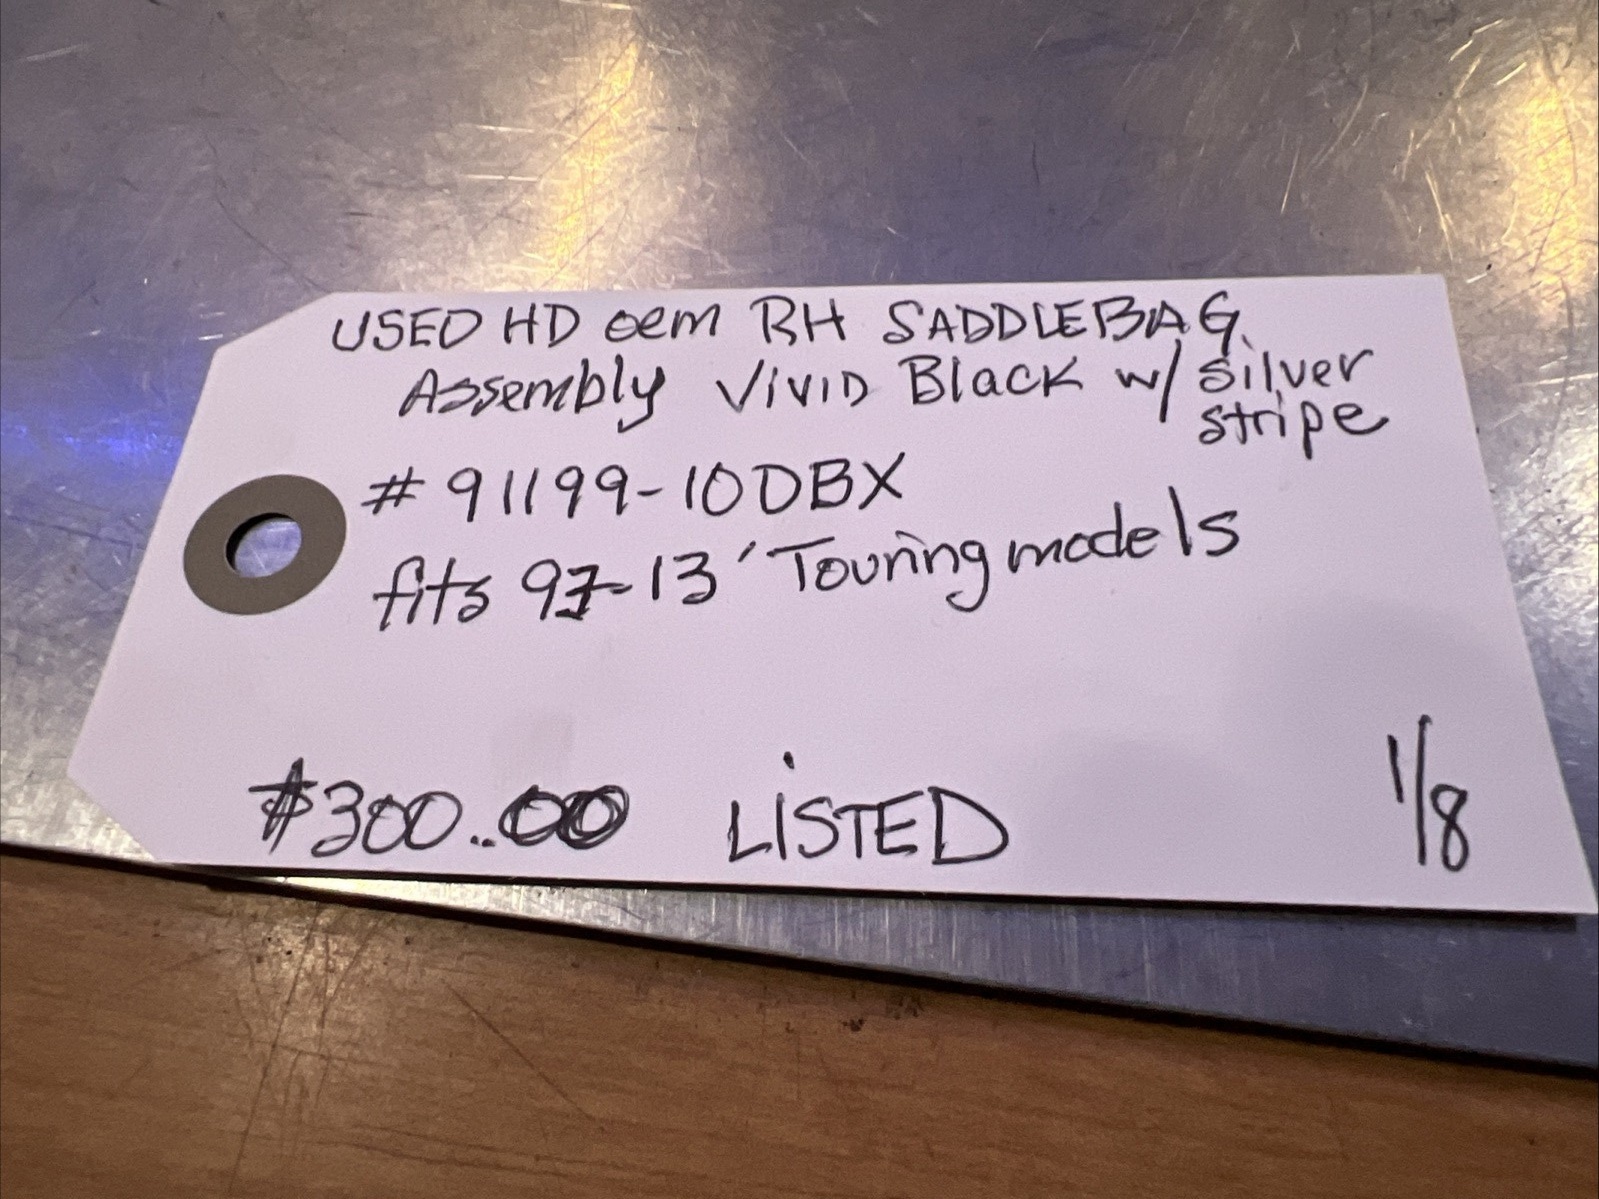 USED HD oem RH SADDLEBAG
Assembly VIVID Black w/ silver
stripe
# 91199-10DBX
fits 97-13' Touring models
$300..00 LiSTED 1/8